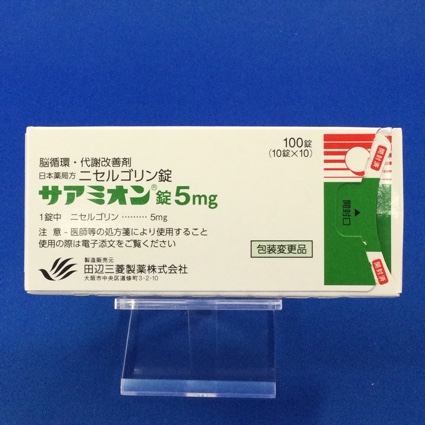 100錠
(10錠×10)
脳循環・代謝改善剤
日本薬局方 ニセルゴリン錠
サアミオン®錠5mg
1錠中 ニセルゴリン ……… 5mg
注 意 - 医師等の処方箋により使用すること
使用の際は電子添文をご覧ください
包装変更品
製造販売元
田辺三菱製薬株式会社
大阪市中央区道修町3-2-10
開封済
開封口
開封済